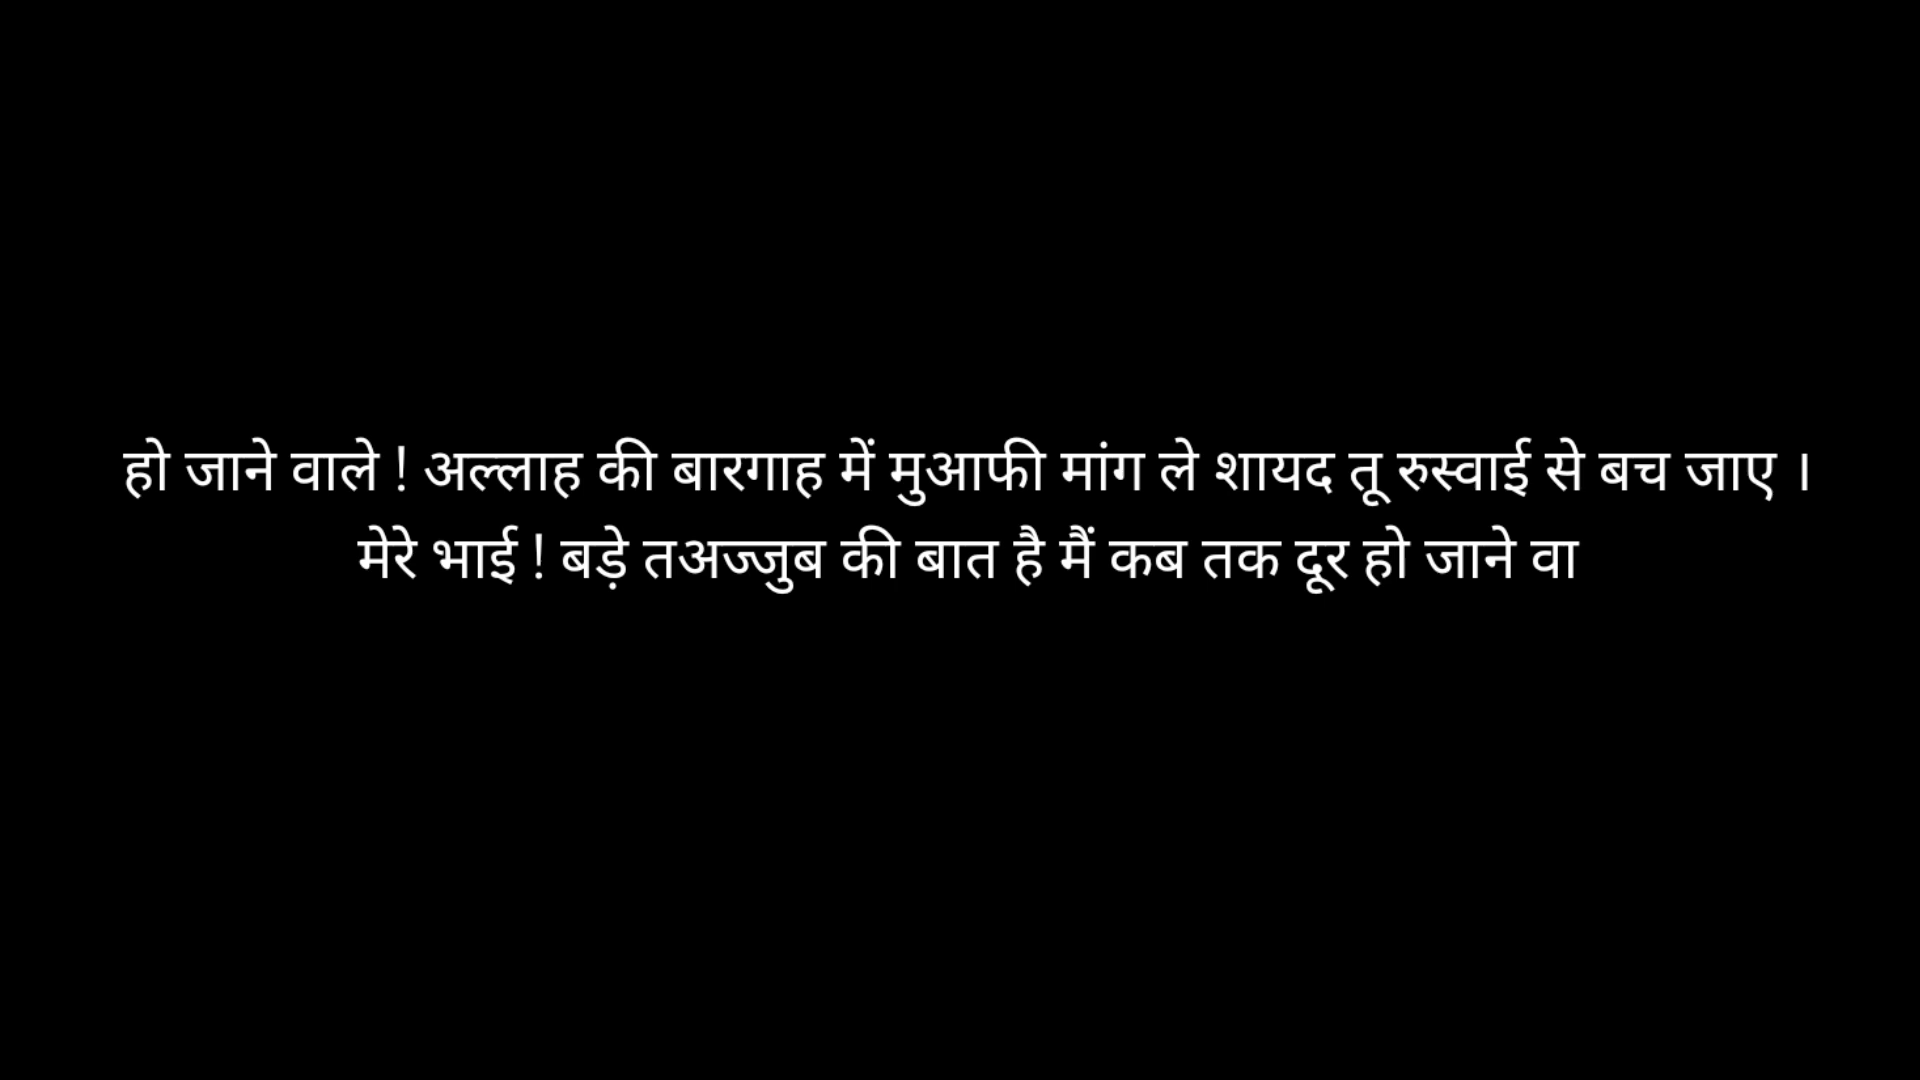 हो जाने वाले ! अल्लाह की बारगाह में मुआफी मांग ले शायद तू रुस्वाई से बच जाए ।
मेरे भाई ! बड़े तअज्जुब की बात है मैं कब तक दूर हो जाने वा